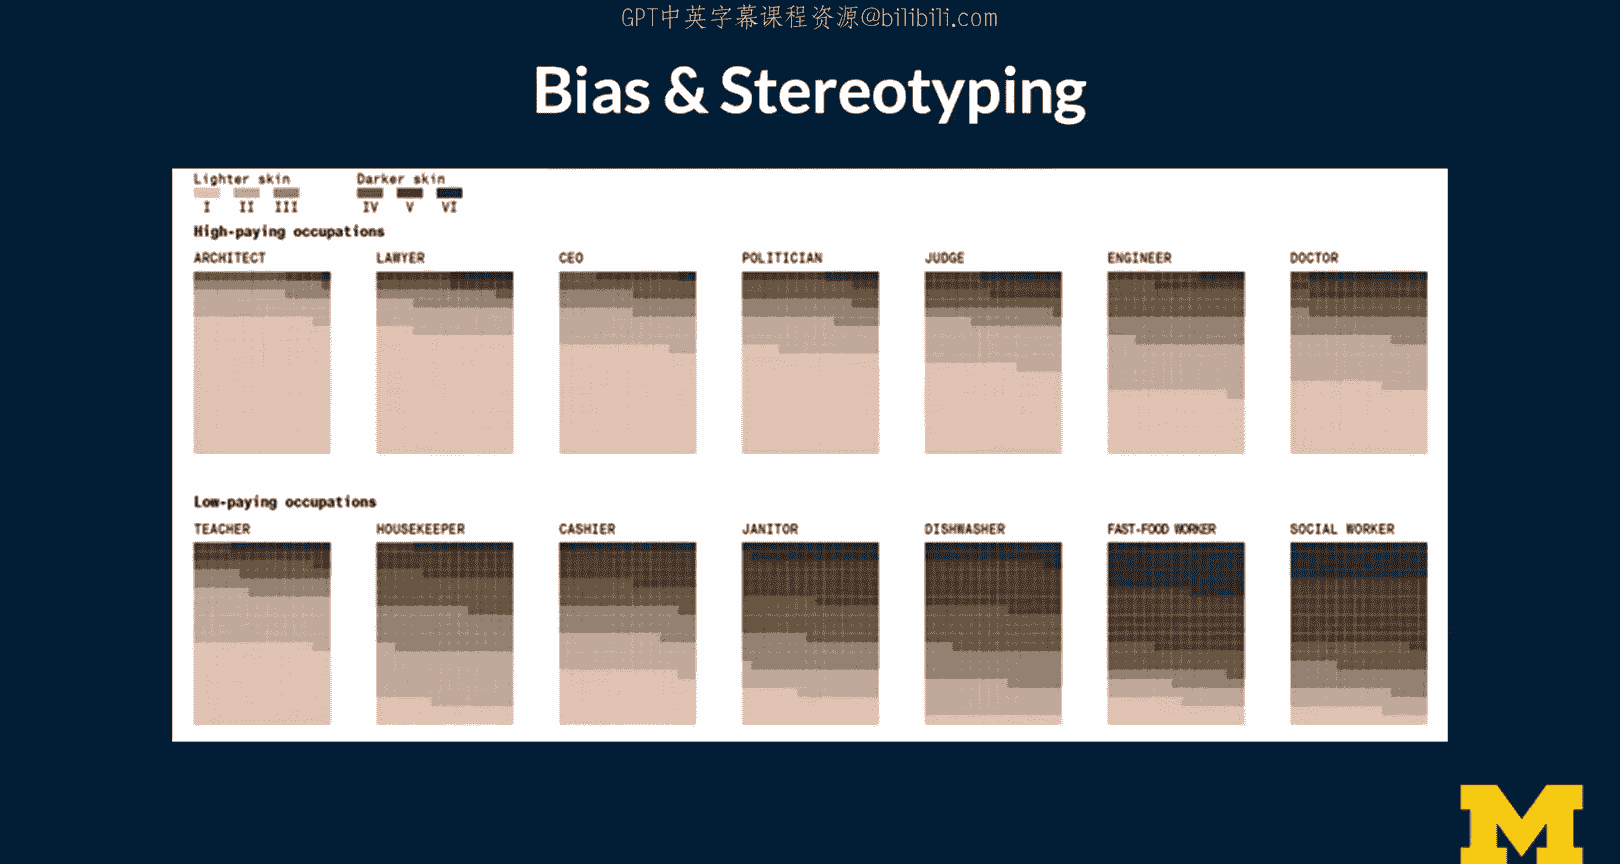 GPT中英字幕课程资源@bilibili.com
Bias & Stereotyping
Lighter skin Darker skin
I II III IV V VI
High-paying occupations
ARCHITECT LAWYER CEO POLITICIAN JUDGE ENGINEER DOCTOR
Low-paying occupations
TEACHER HOUSEKEEPER CASHIER JANITOR DISHWASHER FAST-FOOD WORKER SOCIAL WORKER
M